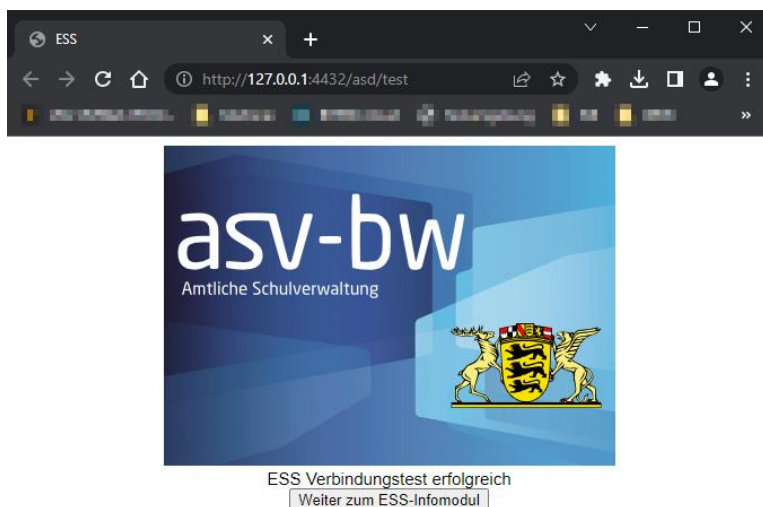 ESS
http://127.0.0.1:4432/asd/test
asv-bw
Amtliche Schulverwaltung
ESS Verbindungstest erfolgreich
Weiter zum ESS-Infomodul